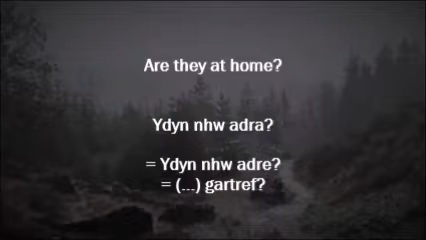 Are they at home?
Ydyn nhw adra?
= Ydyn nhw adre?
= (...) gartref?